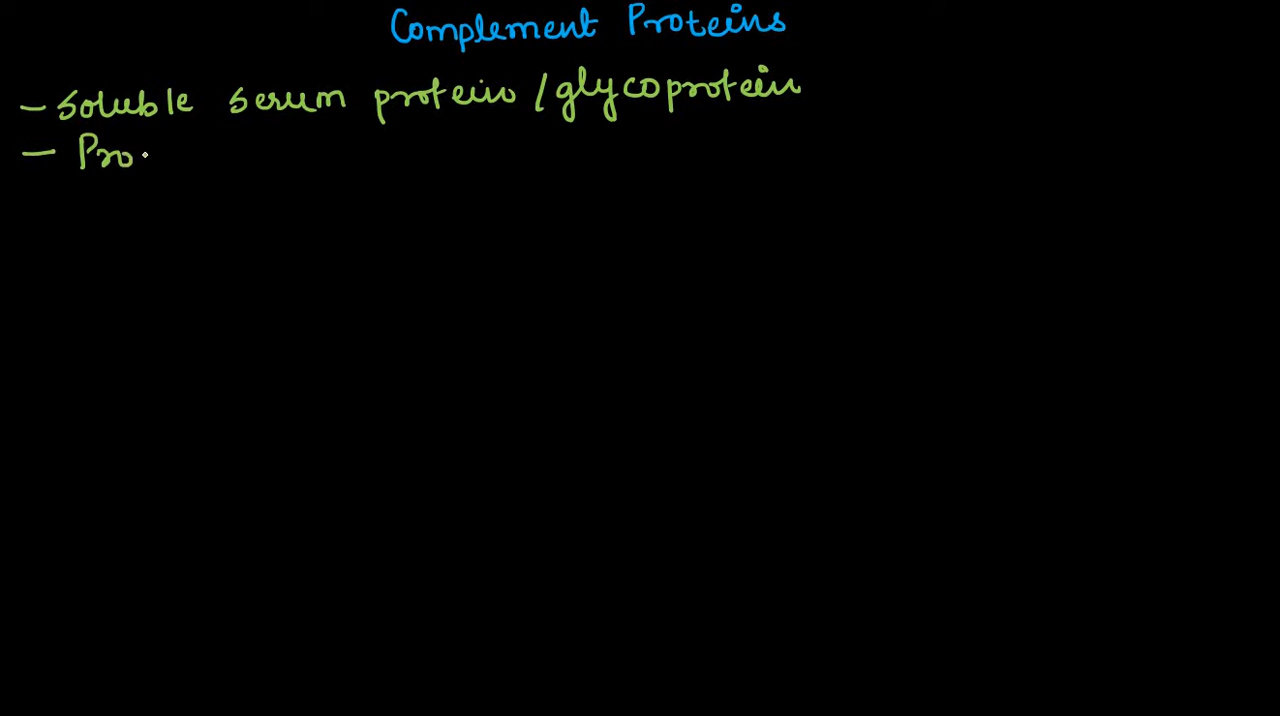 Complement Proteins
- Soluble serum protein / glycoprotein
- Pro